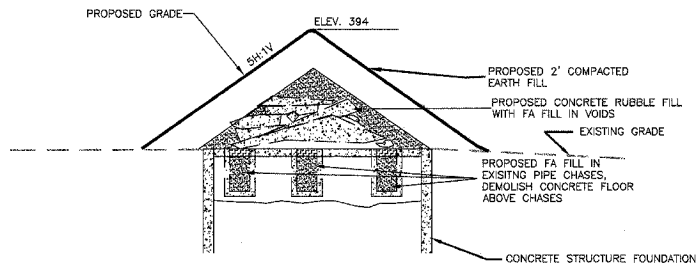 PROPOSED GRADE
ELEV. 394
5H:1V
PROPOSED 2' COMPACTED
EARTH FILL
PROPOSED CONCRETE RUBBLE FILL
WITH FA FILL IN VOIDS
EXISTING GRADE
PROPOSED FA FILL IN
EXISITNG PIPE CHASES,
DEMOLISH CONCRETE FLOOR
ABOVE CHASES
CONCRETE STRUCTURE FOUNDATION